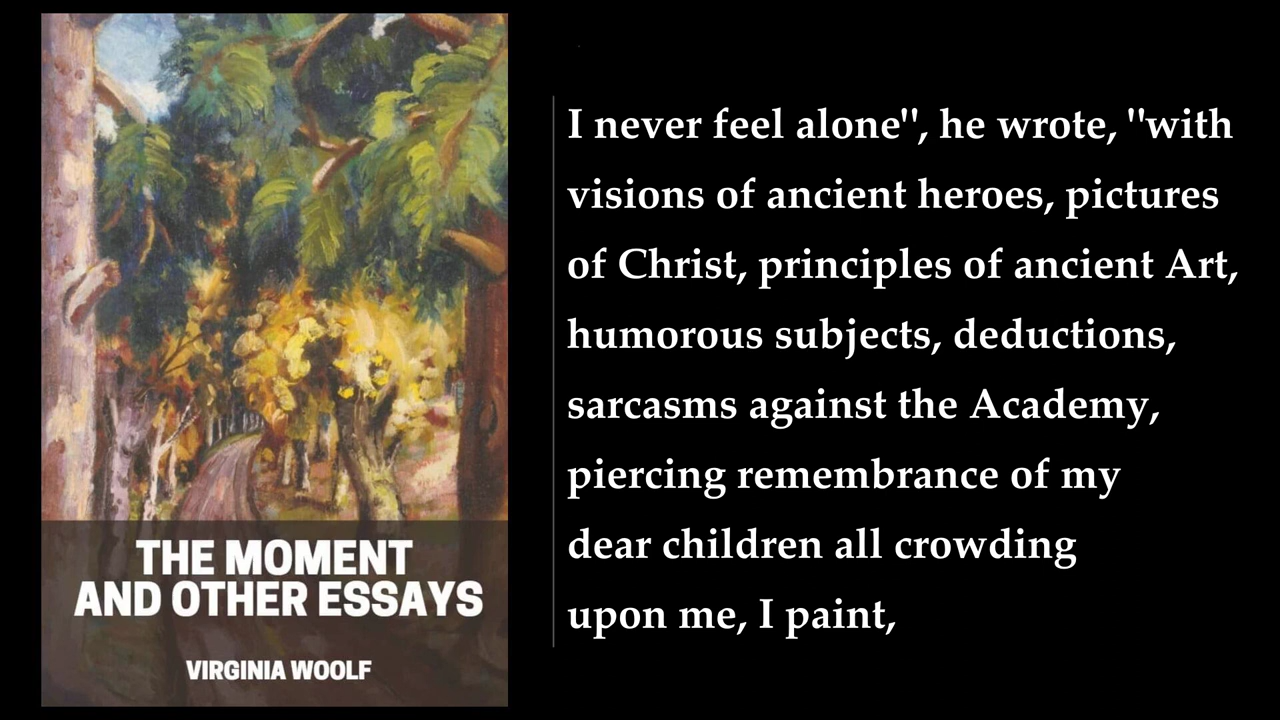 THE MOMENT
AND OTHER ESSAYS
VIRGINIA WOOLF
I never feel alone", he wrote, "with
visions of ancient heroes, pictures
of Christ, principles of ancient Art,
humorous subjects, deductions,
sarcasms against the Academy,
piercing remembrance of my
dear children all crowding
upon me, I paint,